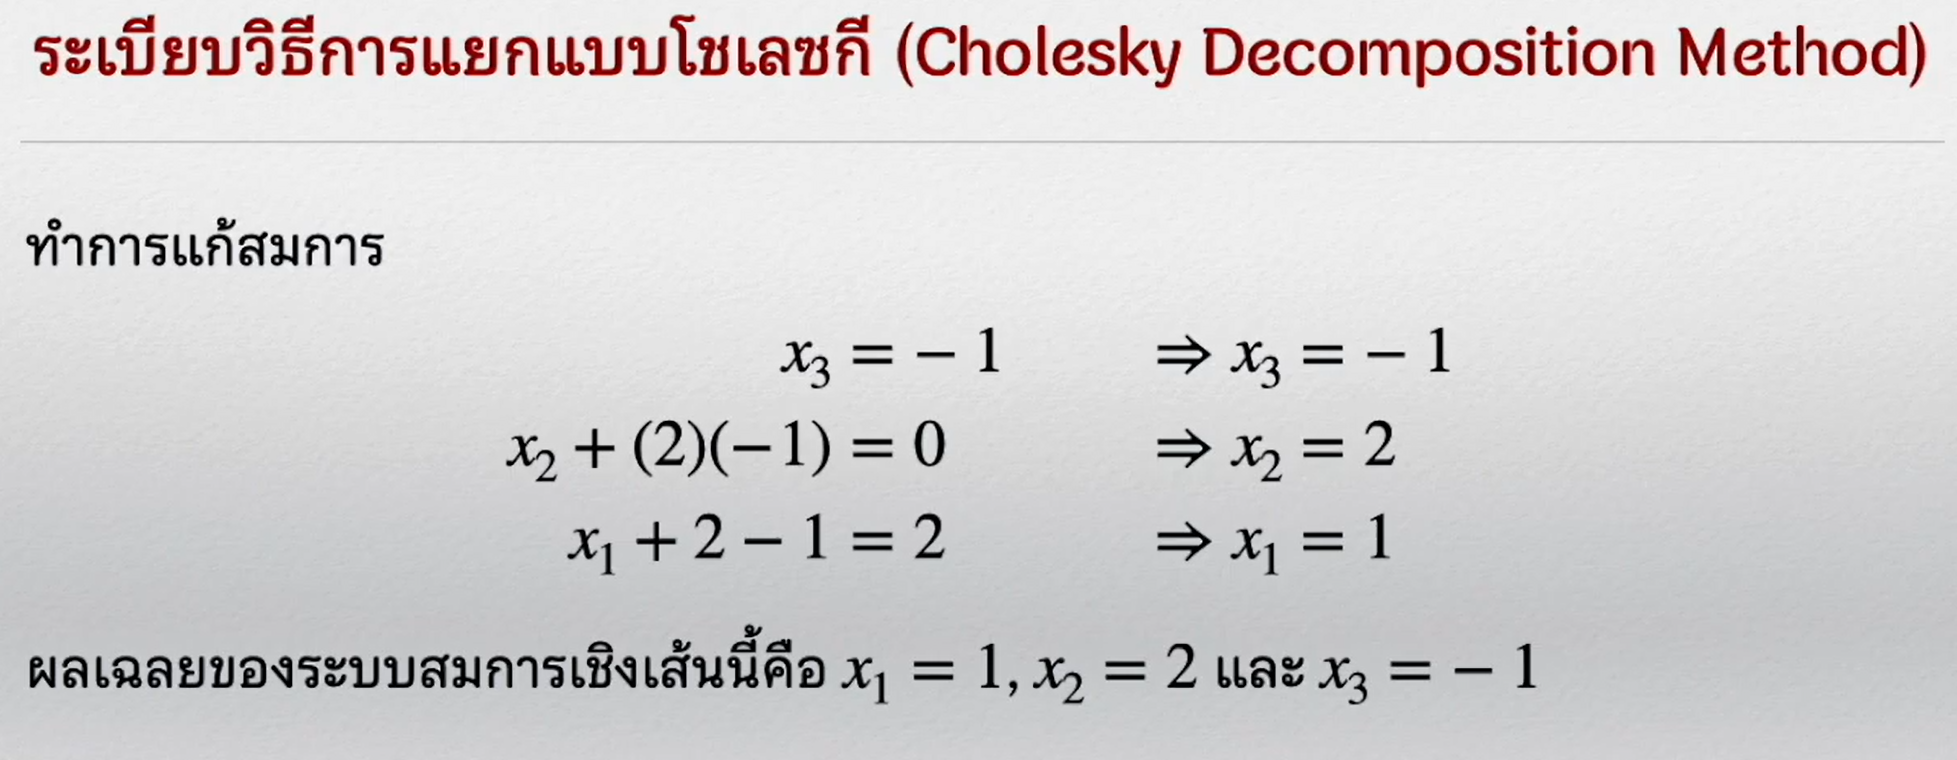 ระเบียบวิธีการแยกแบบโชเลซกี (Cholesky Decomposition Method)
ทำการแก้สมการ
x₃ = − 1 ⇒ x₃ = − 1
x₂ + (2)(−1) = 0 ⇒ x₂ = 2
x₁ + 2 − 1 = 2 ⇒ x₁ = 1
ผลเฉลยของระบบสมการเชิงเส้นนี้คือ x₁ = 1, x₂ = 2 และ x₃ = − 1